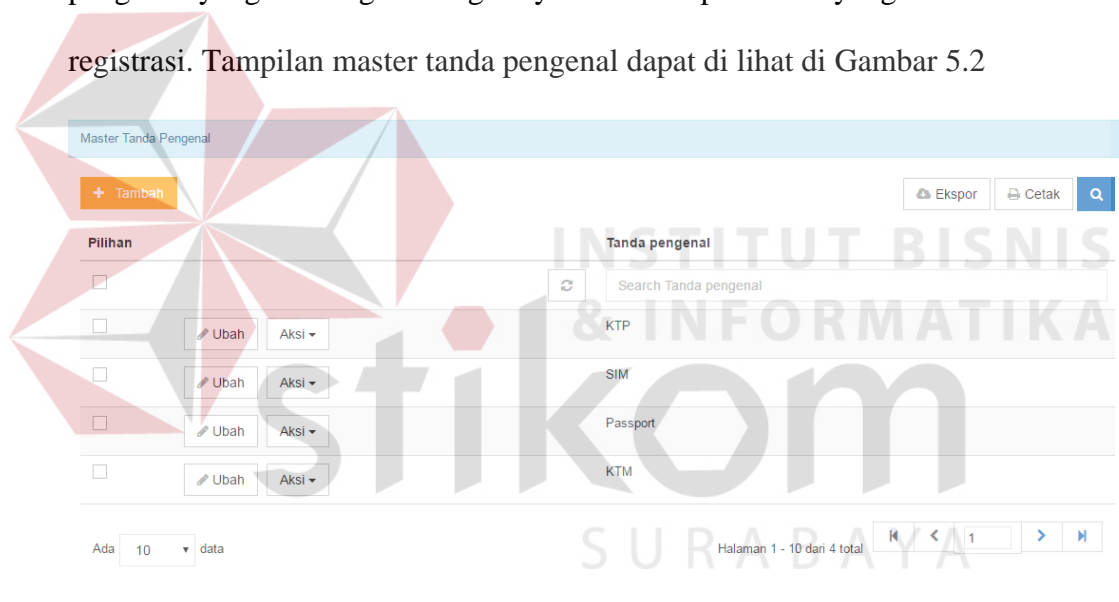 registrasi. Tampilan master tanda pengenal dapat di lihat di Gambar 5.2
Master Tanda Pengenal
+ Tambah
Ekspor Cetak
Pilihan Tanda pengenal
Search Tanda pengenal
Ubah Aksi KTP
Ubah Aksi SIM
Ubah Aksi Passport
Ubah Aksi KTM
Ada 10 data Halaman 1 - 10 dari 4 total 1
INSTITUT BISNIS
& INFORMATIKA
stikom
SURABAYA